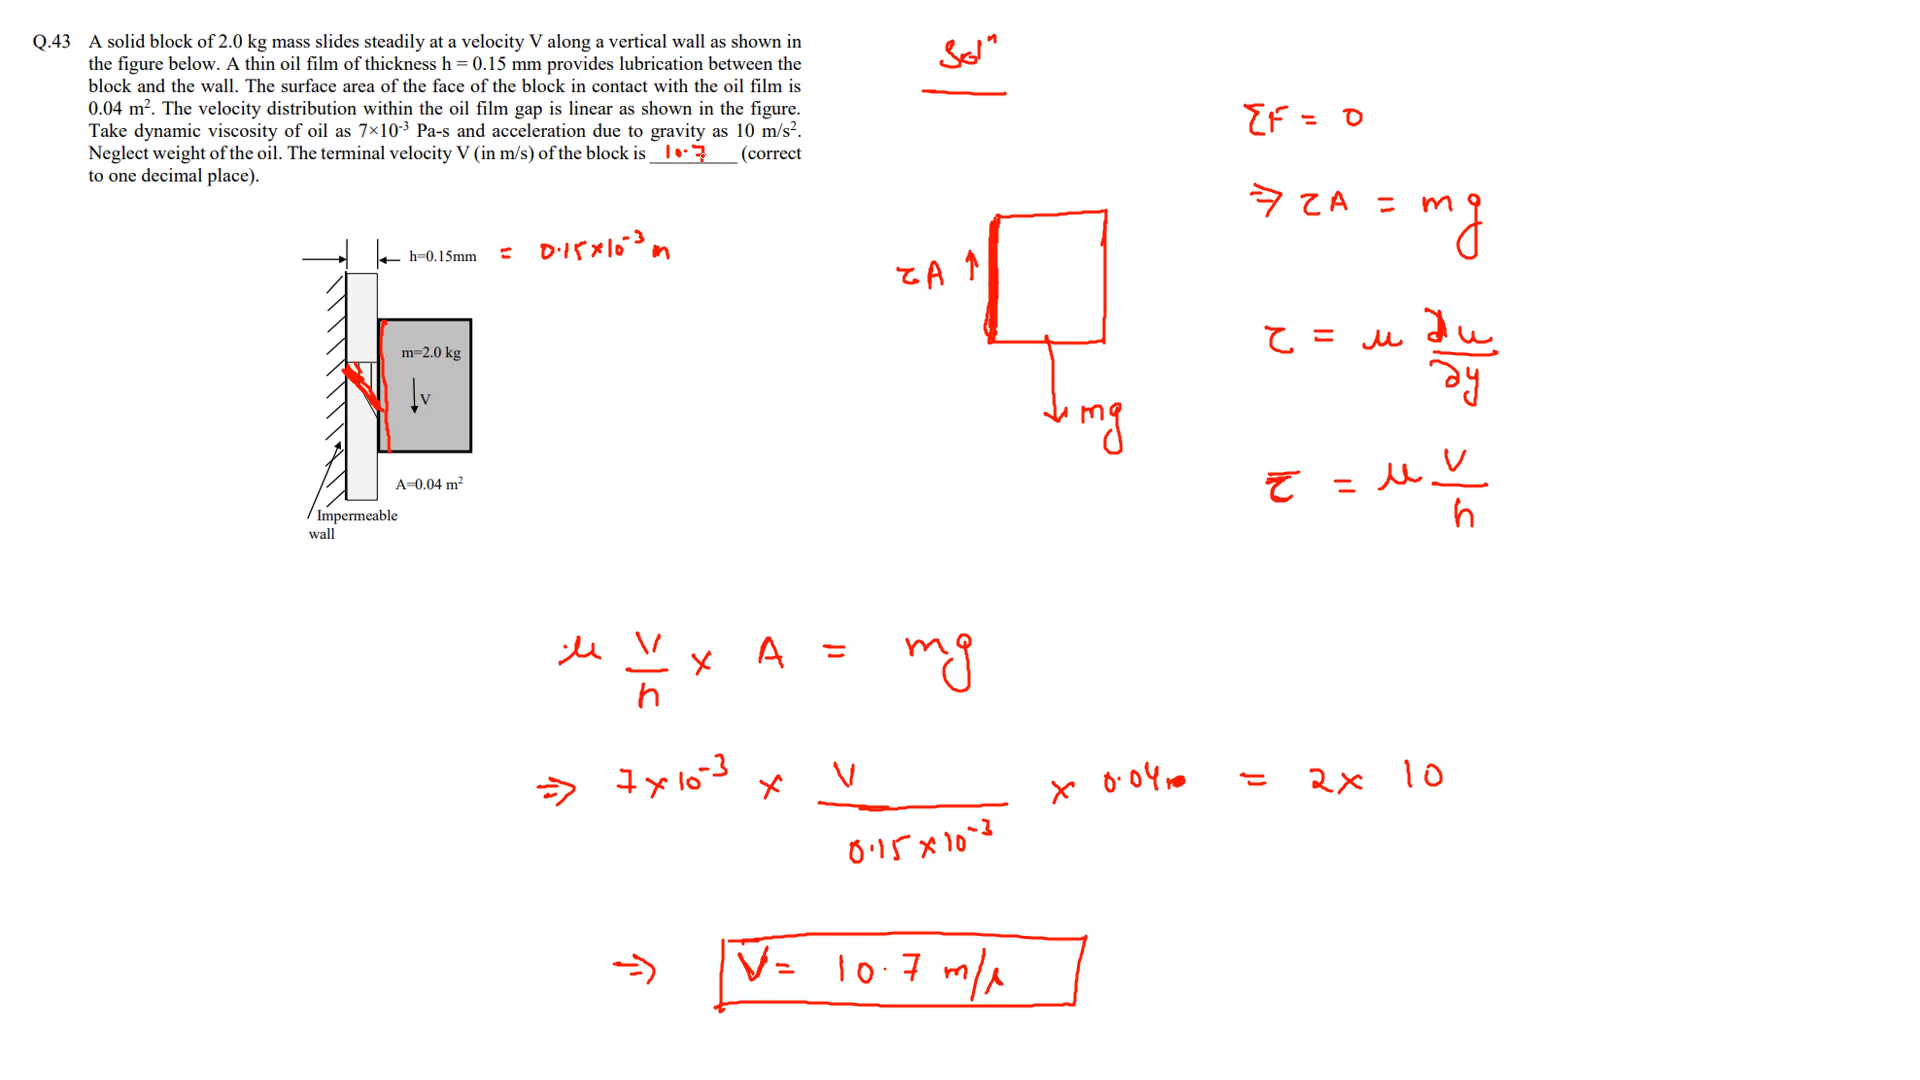 Q.43 A solid block of 2.0 kg mass slides steadily at a velocity V along a vertical wall as shown in
the figure below. A thin oil film of thickness h = 0.15 mm provides lubrication between the
block and the wall. The surface area of the face of the block in contact with the oil film is
0.04 m². The velocity distribution within the oil film gap is linear as shown in the figure.
Take dynamic viscosity of oil as 7×10⁻³ Pa-s and acceleration due to gravity as 10 m/s².
Neglect weight of the oil. The terminal velocity V (in m/s) of the block is 10.7 (correct
to one decimal place).
h=0.15mm = 0.15×10⁻³ m
m=2.0 kg
V
A=0.04 m²
Impermeable
wall
Solⁿ
τA ↑
mg
ΣF = 0
⇒ τA = mg
τ = μ ∂u/∂y
τ = μ V/h
μ V/h × A = mg
⇒ 7×10⁻³ × V/0.15×10⁻³ × 0.04 = 2× 10
⇒ V= 10.7 m/s